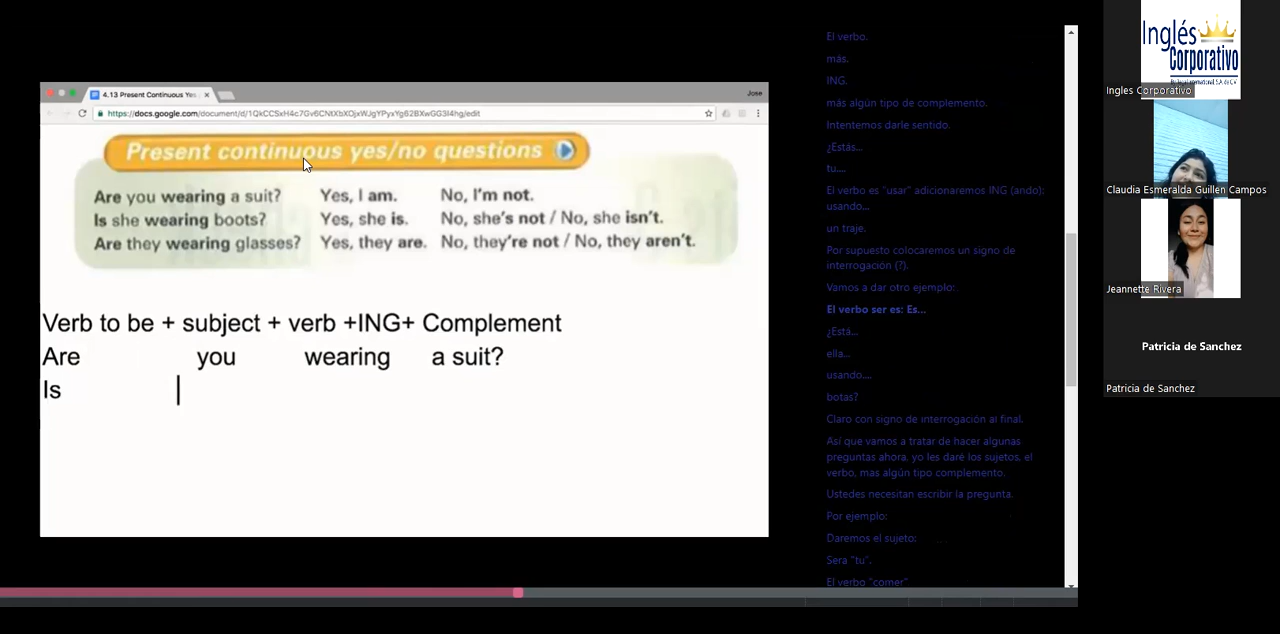 4.13 Present Continuous Yes
Jose
https://docs.google.com/document/d/1QkCCSxH4c7Gv6CNtXbXOjxWJgYPyxYg62BXwGG3I4hg/edit
Present continuous yes/no questions
Are you wearing a suit? Yes, I am. No, I'm not.
Is she wearing boots? Yes, she is. No, she's not / No, she isn't.
Are they wearing glasses? Yes, they are. No, they're not / No, they aren't.
Verb to be + subject + verb +ING+ Complement
Are you wearing a suit?
Is
El verbo.
más.
ING.
más algún tipo de complemento.
Intentemos darle sentido.
¿Estás...
tu....
El verbo es "usar" adicionaremos ING (ando):
usando...
un traje.
Por supuesto colocaremos un signo de
interrogación (?).
Vamos a dar otro ejemplo:
El verbo ser es: Es...
¿Está...
ella...
usando....
botas?
Claro con signo de interrogación al final.
Así que vamos a tratar de hacer algunas
preguntas ahora, yo les daré los sujetos, el
verbo, mas algún tipo complemento.
Ustedes necesitan escribir la pregunta.
Por ejemplo:
Daremos el sujeto:
Sera "tu".
El verbo "comer"
Inglés
Corporativo
Ingles Corporativo
Claudia Esmeralda Guillen Campos
Jeannette Rivera
Patricia de Sanchez
Patricia de Sanchez